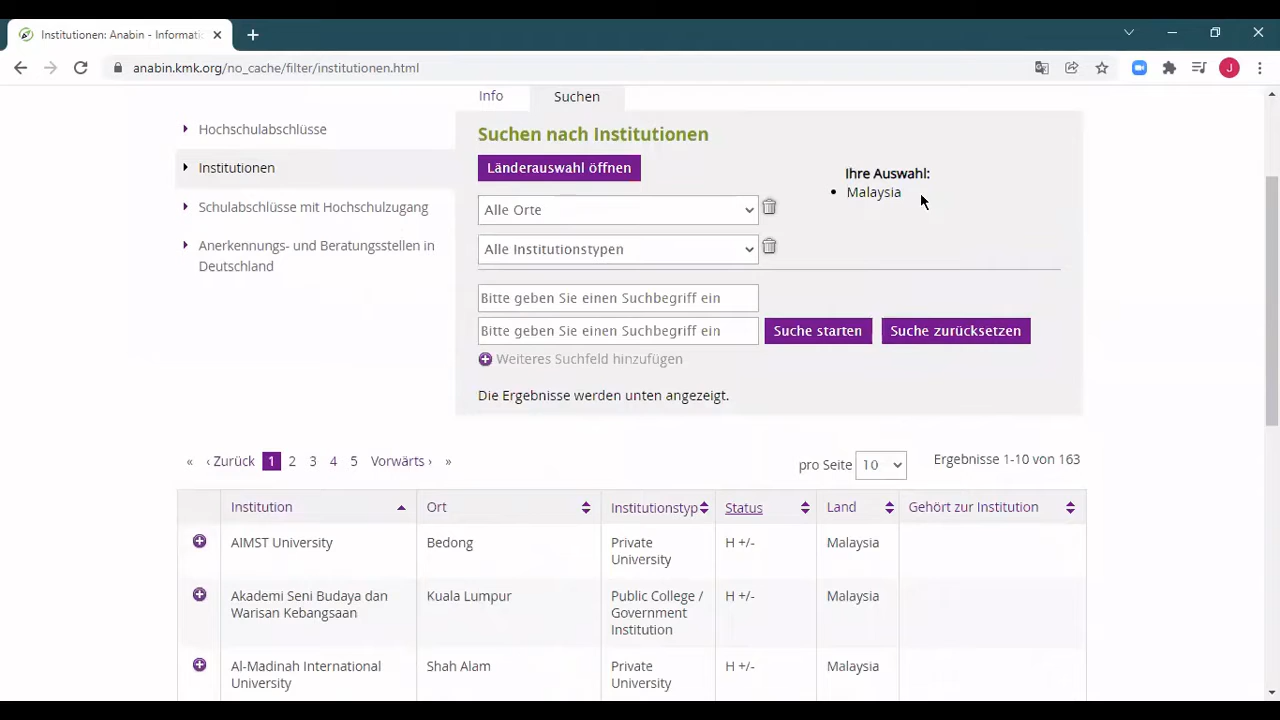 Institutionen: Anabin - Informati
anabin.kmk.org/no_cache/filter/institutionen.html
J
Info
Suchen
Hochschulabschlüsse
Institutionen
Schulabschlüsse mit Hochschulzugang
Anerkennungs- und Beratungsstellen in
Deutschland
Suchen nach Institutionen
Länderauswahl öffnen
Ihre Auswahl:
Malaysia
Alle Orte
Alle Institutionstypen
Bitte geben Sie einen Suchbegriff ein
Bitte geben Sie einen Suchbegriff ein
Suche starten
Suche zurücksetzen
Weiteres Suchfeld hinzufügen
Die Ergebnisse werden unten angezeigt.
« ‹ Zurück 1 2 3 4 5 Vorwärts › »
pro Seite 10
Ergebnisse 1-10 von 163
Institution Ort Institutionstyp Status Land Gehört zur Institution
AIMST University Bedong Private H +/- Malaysia
University
Akademi Seni Budaya dan Kuala Lumpur Public College / H +/- Malaysia
Warisan Kebangsaan Government
Institution
Al-Madinah International Shah Alam Private H +/- Malaysia
University University